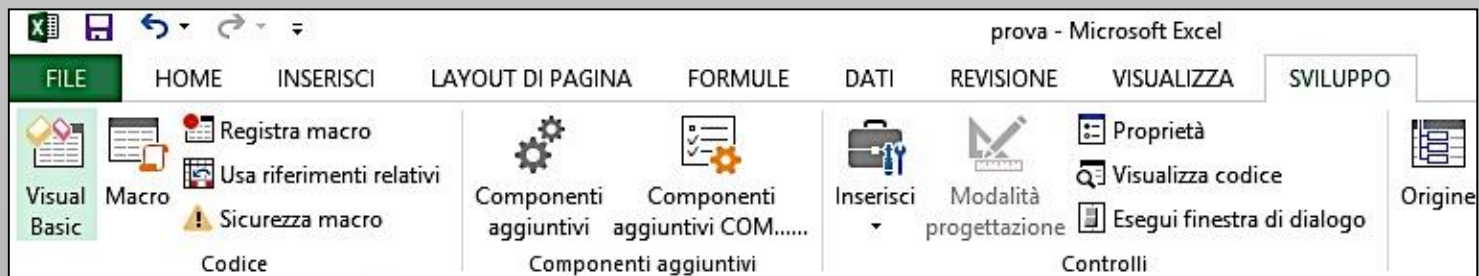 prova - Microsoft Excel
FILE HOME INSERISCI LAYOUT DI PAGINA FORMULE DATI REVISIONE VISUALIZZA SVILUPPO
Visual
Basic
Macro
Registra macro
Usa riferimenti relativi
Sicurezza macro
Codice
Componenti
aggiuntivi
Componenti
aggiuntivi COM......
Componenti aggiuntivi
Inserisci
Modalità
progettazione
Proprietà
Visualizza codice
Esegui finestra di dialogo
Controlli
Origine